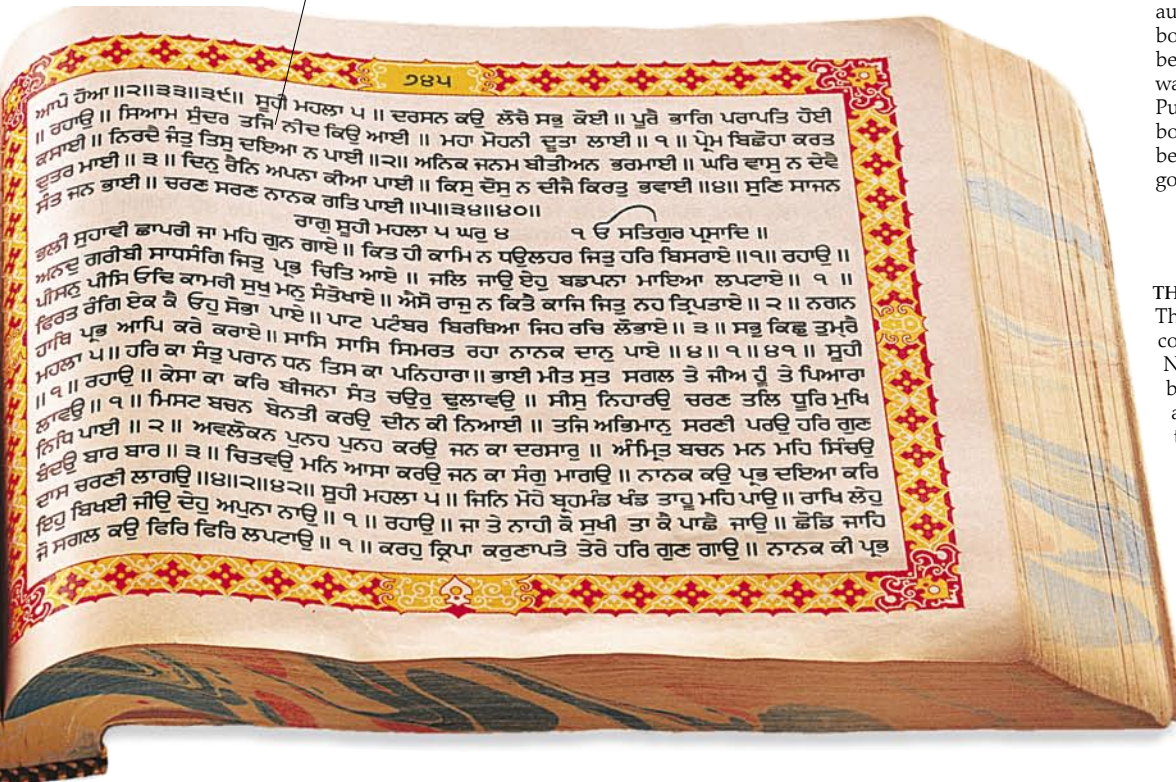 ੭੪੫
ਆਪੇ ਹੋਆ ॥੨॥੩੩॥੩੯॥ ਸੂਹੀ ਮਹਲਾ ੫ ॥ ਦਰਸਨ ਕਉ ਲੋਚੈ ਸਭੁ ਕੋਈ ॥ ਪੂਰੈ ਭਾਗਿ ਪਰਾਪਤਿ ਹੋਈ
॥ ਰਹਾਉ ॥ ਸਿਆਮ ਸੁੰਦਰ ਤਜਿ ਨੀਦ ਕਿਉ ਆਈ ॥ ਮਹਾ ਮੋਹਨੀ ਦੂਤਾ ਲਾਈ ॥ ੧ ॥ ਪ੍ਰੇਮ ਬਿਛੋਹਾ ਕਰਤ
ਕਸਾਈ ॥ ਨਿਰਦੈ ਜੰਤੁ ਤਿਸੁ ਦਇਆ ਨ ਪਾਈ ॥੨॥ ਅਨਿਕ ਜਨਮ ਬੀਤੀਅਨ ਭਰਮਾਈ ॥ ਘਰਿ ਵਾਸੁ ਨ ਦੇਵੈ
ਦੁਤਰ ਮਾਈ ॥ ੩ ॥ ਦਿਨੁ ਰੈਨਿ ਅਪਨਾ ਕੀਆ ਪਾਈ ॥ ਕਿਸੁ ਦੋਸੁ ਨ ਦੀਜੈ ਕਿਰਤੁ ਭਵਾਈ ॥੪॥ ਸੁਣਿ ਸਾਜਨ
ਸੰਤ ਜਨ ਭਾਈ ॥ ਚਰਣ ਸਰਣ ਨਾਨਕ ਗਤਿ ਪਾਈ ॥੫॥੩੪॥੪੦॥
ਰਾਗੁ ਸੂਹੀ ਮਹਲਾ ੫ ਘਰੁ ੪ ੴ ਸਤਿਗੁਰ ਪ੍ਰਸਾਦਿ ॥
ਭਲੀ ਸੁਹਾਵੀ ਛਾਪਰੀ ਜਾ ਮਹਿ ਗੁਨ ਗਾਏ ॥ ਕਿਤ ਹੀ ਕਾਮਿ ਨ ਧਉਲਹਰ ਜਿਤੁ ਹਰਿ ਬਿਸਰਾਏ ॥੧॥ ਰਹਾਉ ॥
ਅਨਦੁ ਗਰੀਬੀ ਸਾਧਸੰਗਿ ਜਿਤੁ ਪ੍ਰਭ ਚਿਤਿ ਆਏ ॥ ਜਲਿ ਜਾਉ ਏਹੁ ਬਡਪਨਾ ਮਾਇਆ ਲਪਟਾਏ ॥ ੧ ॥
ਪੀਸਨੁ ਪੀਸਿ ਓਢਿ ਕਾਮਰੀ ਸੁਖੁ ਮਨੁ ਸੰਤੋਖਾਏ ॥ ਐਸੋ ਰਾਜੁ ਨ ਕਿਤੈ ਕਾਜਿ ਜਿਤੁ ਨਹ ਤ੍ਰਿਪਤਾਏ ॥ ੨ ॥ ਨਗਨ
ਫਿਰਤ ਰੰਗਿ ਏਕ ਕੈ ਓਹੁ ਸੋਭਾ ਪਾਏ ॥ ਪਾਟ ਪਟੰਬਰ ਬਿਰਥਿਆ ਜਿਹ ਰਚਿ ਲੋਭਾਏ ॥ ੩ ॥ ਸਭੁ ਕਿਛੁ ਤੁਮ੍ਰੈ
ਹਾਥਿ ਪ੍ਰਭ ਆਪਿ ਕਰੇ ਕਰਾਏ ॥ ਸਾਸਿ ਸਾਸਿ ਸਿਮਰਤ ਰਹਾ ਨਾਨਕ ਦਾਨੁ ਪਾਏ ॥੪॥੧॥੪੧॥ ਸੂਹੀ
ਮਹਲਾ ੫॥ ਹਰਿ ਕਾ ਸੰਤੁ ਪਰਾਨ ਧਨ ਤਿਸ ਕਾ ਪਨਿਹਾਰਾ॥ ਭਾਈ ਮੀਤ ਸੁਤ ਸਗਲ ਤੇ ਜੀਅ ਹੂੰ ਤੇ ਪਿਆਰਾ
॥ ੧ ॥ ਰਹਾਉ ॥ ਕੇਸਾ ਕਾ ਕਰਿ ਬੀਜਨਾ ਸੰਤ ਚਉਰੁ ਢੁਲਾਵਉ ॥ ਸੀਸੁ ਨਿਹਾਰਉ ਚਰਣ ਤਲਿ ਧੂਰਿ ਮੁਖਿ
ਲਾਵਉ ॥ ੧ ॥ ਮਿਸਟ ਬਚਨ ਬੇਨਤੀ ਕਰਉ ਦੀਨ ਕੀ ਨਿਆਈ ॥ ਤਜਿ ਅਭਿਮਾਨੁ ਸਰਣੀ ਪਰਉ ਹਰਿ ਗੁਣ
ਨਿਧਿ ਪਾਈ ॥ ੨ ॥ ਅਵਲੋਕਨ ਪੁਨਹ ਪੁਨਹ ਕਰਉ ਜਨ ਕਾ ਦਰਸਾਰੁ ॥ ਅੰਮ੍ਰਿਤ ਬਚਨ ਮਨ ਮਹਿ ਸਿੰਚਉ
ਬੰਦਉ ਬਾਰ ਬਾਰ ॥ ੩ ॥ ਚਿਤਵਉ ਮਨਿ ਆਸਾ ਕਰਉ ਜਨ ਕਾ ਸੰਗੁ ਮਾਗਉ ॥ ਨਾਨਕ ਕਉ ਪ੍ਰਭ ਦਇਆ ਕਰਿ
ਦਾਸ ਚਰਣੀ ਲਾਗਉ ॥੪॥੨॥੪੨॥ ਸੂਹੀ ਮਹਲਾ ੫ ॥ ਜਿਨਿ ਮੋਹੇ ਬ੍ਰਹਮੰਡ ਖੰਡ ਤਾਹੂ ਮਹਿ ਪਾਉ ॥ ਰਾਖਿ ਲੇਹੁ
ਇਹੁ ਬਿਖਈ ਜੀਉ ਦੇਹੁ ਅਪੁਨਾ ਨਾਉ ॥ ੧ ॥ ਰਹਾਉ ॥ ਜਾ ਤੇ ਨਾਹੀ ਕੋ ਸੁਖੀ ਤਾ ਕੈ ਪਾਛੈ ਜਾਉ ॥ ਛੋਡਿ ਜਾਹਿ
ਜੋ ਸਗਲ ਕਉ ਫਿਰਿ ਫਿਰਿ ਲਪਟਾਉ ॥ ੧ ॥ ਕਰਹੁ ਕ੍ਰਿਪਾ ਕਰੁਣਾਪਤੇ ਤੇਰੇ ਹਰਿ ਗੁਣ ਗਾਉ ॥ ਨਾਨਕ ਕੀ ਪ੍ਰਭ